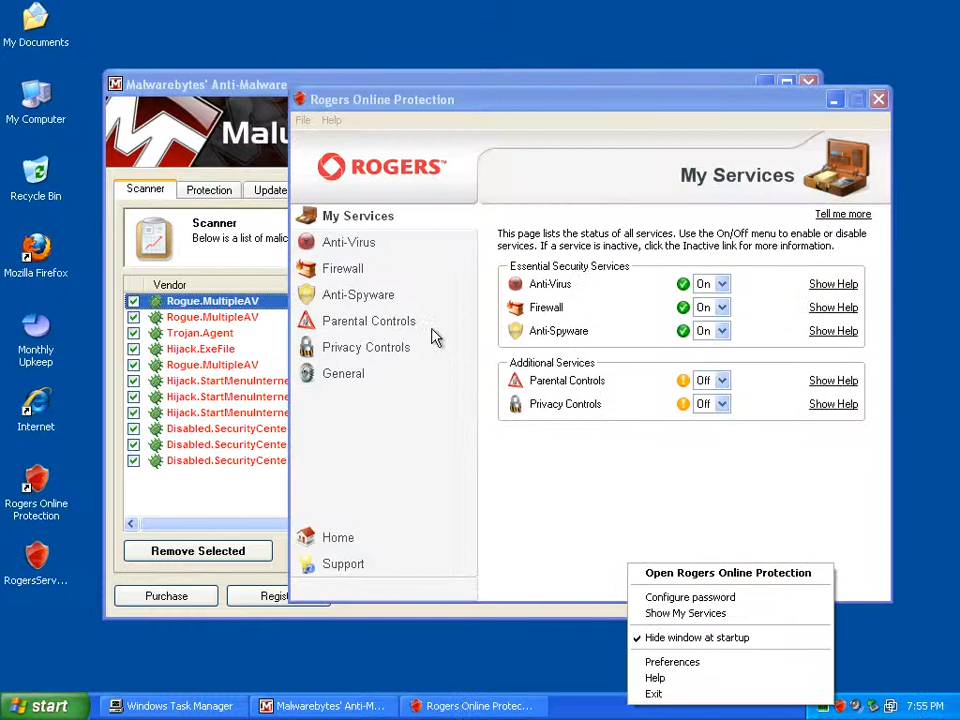 My Documents
My Computer
Recycle Bin
Mozilla Firefox
Monthly
Upkeep
Internet
Rogers Online
Protection
RogersServ...
Malwarebytes' Anti-Malware
Scanner
Protection
Update
Scanner
Below is a list of malic
Vendor
Rogue.MultipleAV
Rogue.MultipleAV
Trojan.Agent
Hijack.ExeFile
Rogue.MultipleAV
Hijack.StartMenuInterne
Hijack.StartMenuInterne
Hijack.StartMenuInterne
Disabled.SecurityCente
Disabled.SecurityCente
Disabled.SecurityCente
Remove Selected
Purchase
Regist
Rogers Online Protection
File Help
ROGERS™
My Services
Tell me more
My Services
Anti-Virus
Firewall
Anti-Spyware
Parental Controls
Privacy Controls
General
Home
Support
This page lists the status of all services. Use the On/Off menu to enable or disable
services. If a service is inactive, click the Inactive link for more information.
Essential Security Services
Anti-Virus On Show Help
Firewall On Show Help
Anti-Spyware On Show Help
Additional Services
Parental Controls Off Show Help
Privacy Controls Off Show Help
Open Rogers Online Protection
Configure password
Show My Services
Hide window at startup
Preferences
Help
Exit
start
Windows Task Manager
Malwarebytes' Anti-M...
Rogers Online Protec...
7:55 PM